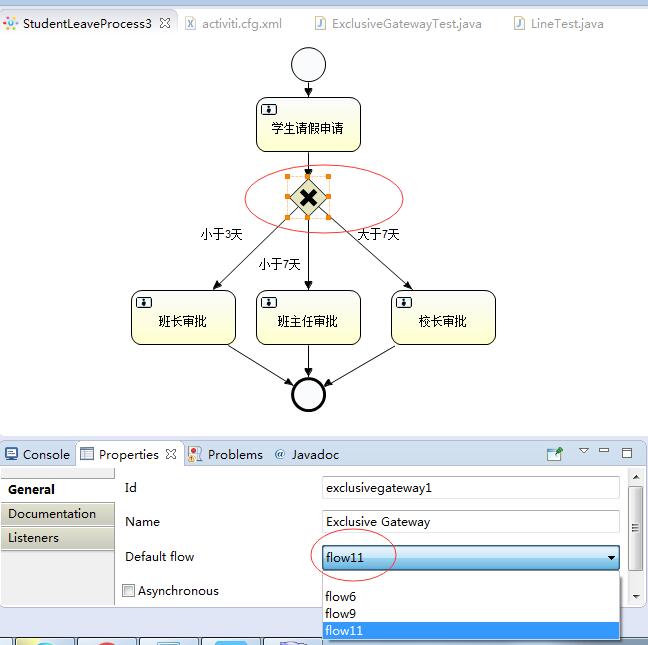 StudentLeaveProcess3 activiti.cfg.xml ExclusiveGatewayTest.java LineTest.java
学生请假申请
小于3天
大于7天
小于7天
班长审批
班主任审批
校长审批
Console Properties Problems @ Javadoc
General
Documentation
Listeners
Id exclusivegateway1
Name Exclusive Gateway
Default flow flow11
Asynchronous
flow6
flow9
flow11